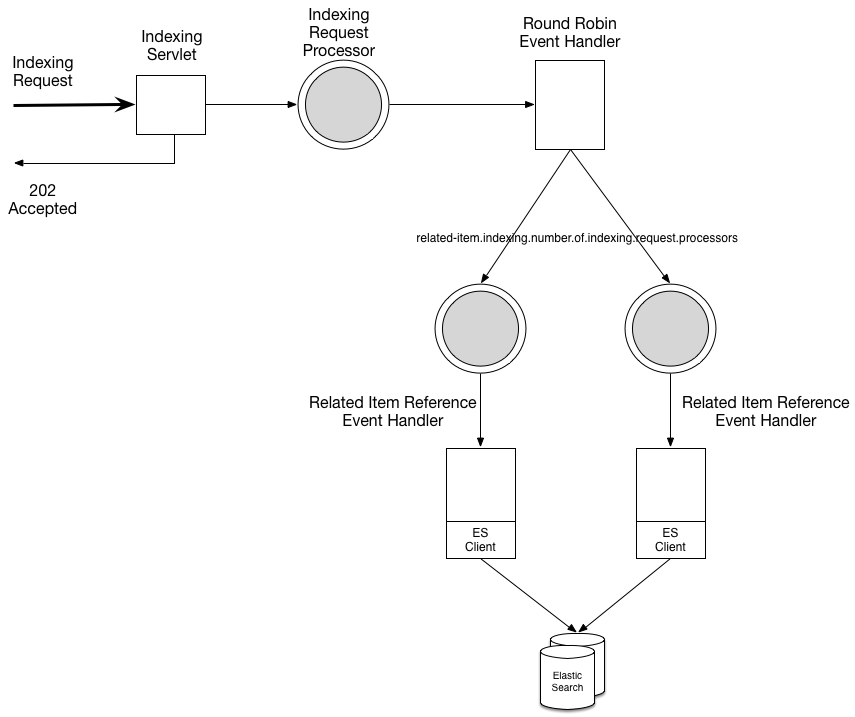 Indexing
Request
Indexing
Servlet
Indexing
Request
Processor
Round Robin
Event Handler
202
Accepted
related-item.indexing.number.of.indexing.request.processors
Related Item Reference
Event Handler
Related Item Reference
Event Handler
ES
Client
ES
Client
Elastic
Search